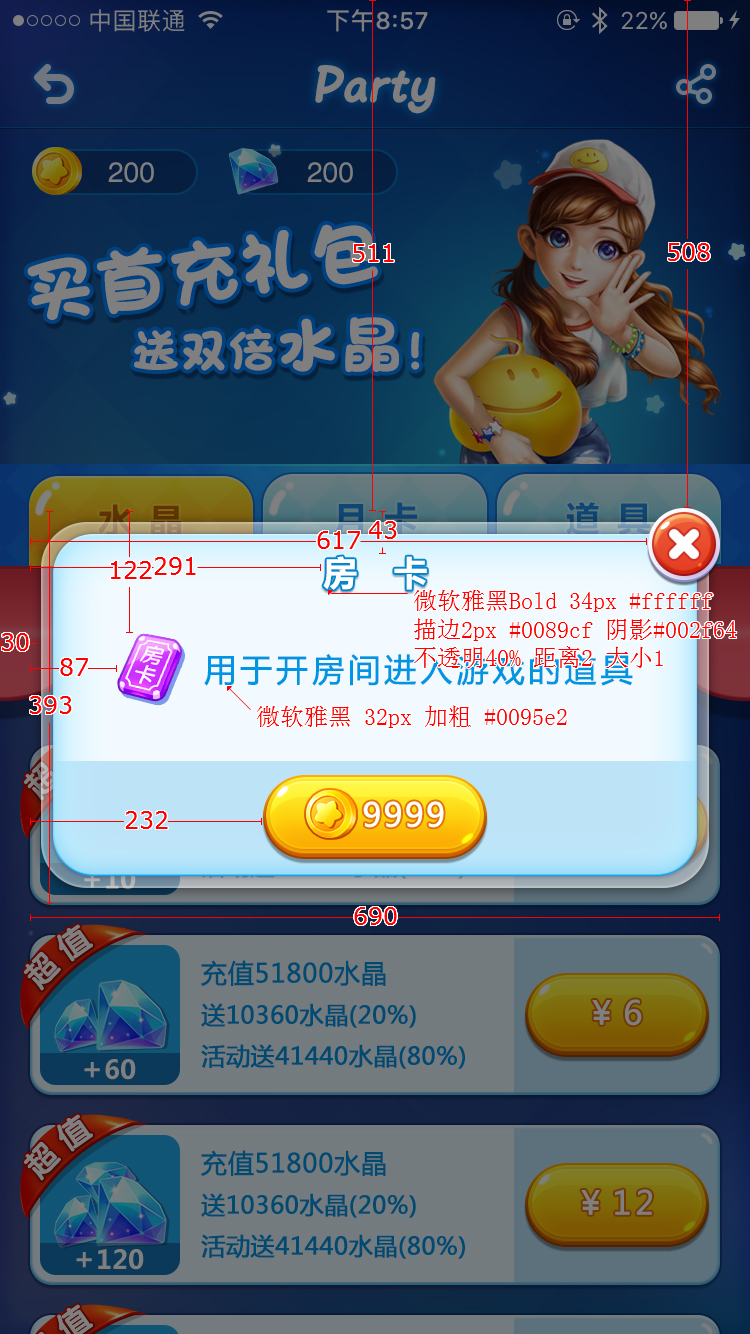 中国联通 下午8:57 22%
Party
200 200
买首充礼包
送双倍水晶!
511
508
水晶 月卡 道具
43
617
房 卡
122 291
微软雅黑Bold 34px #ffffff
描边2px #0089cf 阴影#002f64
不透明40% 距离2 大小1
30
87
房卡
用于开房间进入游戏的道具
393
微软雅黑 32px 加粗 #0095e2
超
232
9999
+10
690
超值
充值51800水晶
送10360水晶(20%)
活动送41440水晶(80%)
+60
¥ 6
超值
充值51800水晶
送10360水晶(20%)
活动送41440水晶(80%)
+120
¥ 12
超值